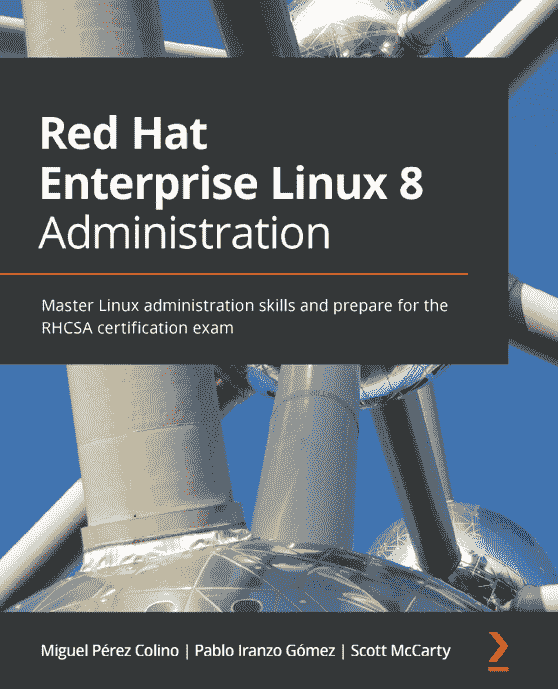 Red Hat
Enterprise Linux 8
Administration
Master Linux administration skills and prepare for the
RHCSA certification exam
Miguel Pérez Colino | Pablo Iranzo Gómez | Scott McCarty